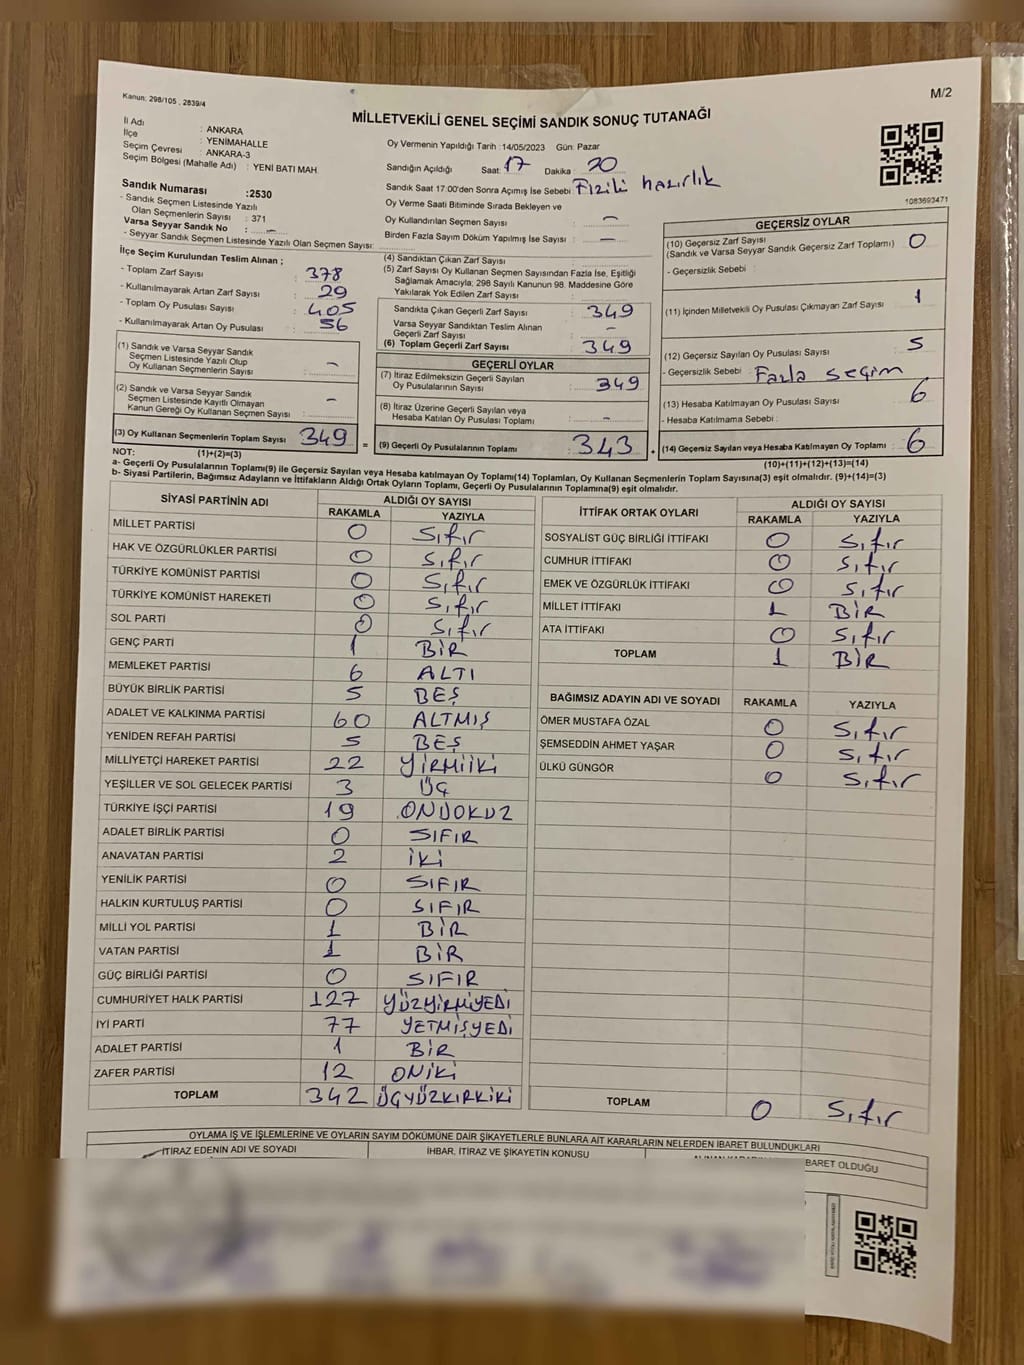 Kanun: 298/105 , 2839/4
M/2
MİLLETVEKİLİ GENEL SEÇİMİ SANDIK SONUÇ TUTANAĞI
İl Adı : ANKARA
İlçe : YENİMAHALLE
Seçim Çevresi : ANKARA-3
Seçim Bölgesi (Mahalle Adı) : YENİ BATI MAH
Sandık Numarası :2530
- Sandık Seçmen Listesinde Yazılı
Olan Seçmenlerin Sayısı : 371
Varsa Seyyar Sandık No : -
- Seyyar Sandık Seçmen Listesinde Yazılı Olan Seçmen Sayısı:
Oy Vermenin Yapıldığı Tarih :14/05/2023 Gün: Pazar
Sandığın Açıldığı Saat: 17 Dakika : 20
Sandık Saat 17:00'den Sonra Açımış İse Sebebi : Fiziki hazırlık
Oy Verme Saati Bitiminde Sırada Bekleyen ve
Oy Kullandırılan Seçmen Sayısı : -
Birden Fazla Sayım Döküm Yapılmış İse Sayısı : -
1083693471
İlçe Seçim Kurulundan Teslim Alınan ;
- Toplam Zarf Sayısı : 378
- Kullanılmayarak Artan Zarf Sayısı : 29
- Toplam Oy Pusulası Sayısı : 405
- Kullanılmayarak Artan Oy Pusulası : 56
(1) Sandık ve Varsa Seyyar Sandık
Seçmen Listesinde Yazılı Olup
Oy Kullanan Seçmenlerin Sayısı : -
(2) Sandık ve Varsa Seyyar Sandık
Seçmen Listesinde Kayıtlı Olmayan
Kanun Gereği Oy Kullanan Seçmen Sayısı : -
(3) Oy Kullanan Seçmenlerin Toplam Sayısı 349 =
(4) Sandıktan Çıkan Zarf Sayısı :
(5) Zarf Sayısı Oy Kullanan Seçmen Sayısından Fazla İse, Eşitliği
Sağlamak Amacıyla; 298 Sayılı Kanunun 98. Maddesine Göre
Yakılarak Yok Edilen Zarf Sayısı :
Sandıkta Çıkan Geçerli Zarf Sayısı : 349
Varsa Seyyar Sandıktan Teslim Alınan
Geçerli Zarf Sayısı : -
(6) Toplam Geçerli Zarf Sayısı : 349
GEÇERLİ OYLAR
(7) İtiraz Edilmeksizin Geçerli Sayılan
Oy Pusulalarının Sayısı : 349
(8) İtiraz Üzerine Geçerli Sayılan veya
Hesaba Katılan Oy Pusulası Toplamı : -
(9) Geçerli Oy Pusulalarının Toplamı : 343 +
GEÇERSİZ OYLAR
(10) Geçersiz Zarf Sayısı : 0
(Sandık ve Varsa Seyyar Sandık Geçersiz Zarf Toplamı)
- Geçersizlik Sebebi :
(11) İçinden Milletvekili Oy Pusulası Çıkmayan Zarf Sayısı : 1
(12) Geçersiz Sayılan Oy Pusulası Sayısı : 5
- Geçersizlik Sebebi : Fazla seçim
(13) Hesaba Katılmayan Oy Pusulası Sayısı : 6
- Hesaba Katılmama Sebebi :
(14) Geçersiz Sayılan veya Hesaba Katılmayan Oy Toplamı : 6
NOT: (1)+(2)=(3)
(10)+(11)+(12)+(13)=(14)
a- Geçerli Oy Pusulalarının Toplamı(9) ile Geçersiz Sayılan veya Hesaba katılmayan Oy Toplamı(14) Toplamları, Oy Kullanan Seçmenlerin Toplam Sayısına(3) eşit olmalıdır. (9)+(14)=(3)
b- Siyasi Partilerin, Bağımsız Adayların ve İttifakların Aldığı Ortak Oyların Toplamı, Geçerli Oy Pusulalarının Toplamına(9) eşit olmalıdır.
SİYASİ PARTİNİN ADI ALDIĞI OY SAYISI
RAKAMLA YAZIYLA
MİLLET PARTİSİ 0 sıfır
HAK VE ÖZGÜRLÜKLER PARTİSİ 0 sıfır
TÜRKİYE KOMÜNİST PARTİSİ 0 sıfır
TÜRKİYE KOMÜNİST HAREKETİ 0 sıfır
SOL PARTİ 0 sıfır
GENÇ PARTİ 1 BİR
MEMLEKET PARTİSİ 6 ALTI
BÜYÜK BİRLİK PARTİSİ 5 BEŞ
ADALET VE KALKINMA PARTİSİ 60 ALTMIŞ
YENİDEN REFAH PARTİSİ 5 BEŞ
MİLLİYETÇİ HAREKET PARTİSİ 22 YİRMİİKİ
YEŞİLLER VE SOL GELECEK PARTİSİ 3 ÜÇ
TÜRKİYE İŞÇİ PARTİSİ 19 ONDOKUZ
ADALET BİRLİK PARTİSİ 0 SIFIR
ANAVATAN PARTİSİ 2 İKİ
YENİLİK PARTİSİ 0 SIFIR
HALKIN KURTULUŞ PARTİSİ 0 SIFIR
MİLLİ YOL PARTİSİ 1 BİR
VATAN PARTİSİ 1 BİR
GÜÇ BİRLİĞİ PARTİSİ 0 SIFIR
CUMHURİYET HALK PARTİSİ 127 YÜZYİRMİYEDİ
İYİ PARTİ 77 YETMİŞYEDİ
ADALET PARTİSİ 1 BİR
ZAFER PARTİSİ 12 ONİKİ
TOPLAM 342 ÜÇYÜZKIRKİKİ
İTTİFAK ORTAK OYLARI ALDIĞI OY SAYISI
RAKAMLA YAZIYLA
SOSYALİST GÜÇ BİRLİĞİ İTTİFAKI 0 sıfır
CUMHUR İTTİFAKI 0 sıfır
EMEK VE ÖZGÜRLÜK İTTİFAKI 0 sıfır
MİLLET İTTİFAKI 1 BİR
ATA İTTİFAKI 0 sıfır
TOPLAM 1 BİR
BAĞIMSIZ ADAYIN ADI VE SOYADI RAKAMLA YAZIYLA
ÖMER MUSTAFA ÖZAL 0 sıfır
ŞEMSEDDİN AHMET YAŞAR 0 sıfır
ÜLKÜ GÜNGÖR 0 sıfır
TOPLAM 0 sıfır
OYLAMA İŞ VE İŞLEMLERİNE VE OYLARIN SAYIM DÖKÜMÜNE DAİR ŞİKAYETLERLE BUNLARA AİT KARARLARIN NELERDEN İBARET BULUNDUKLARI
İTİRAZ EDENİN ADI VE SOYADI İHBAR, İTİRAZ VE ŞİKAYETİN KONUSU BARET OLDUĞU